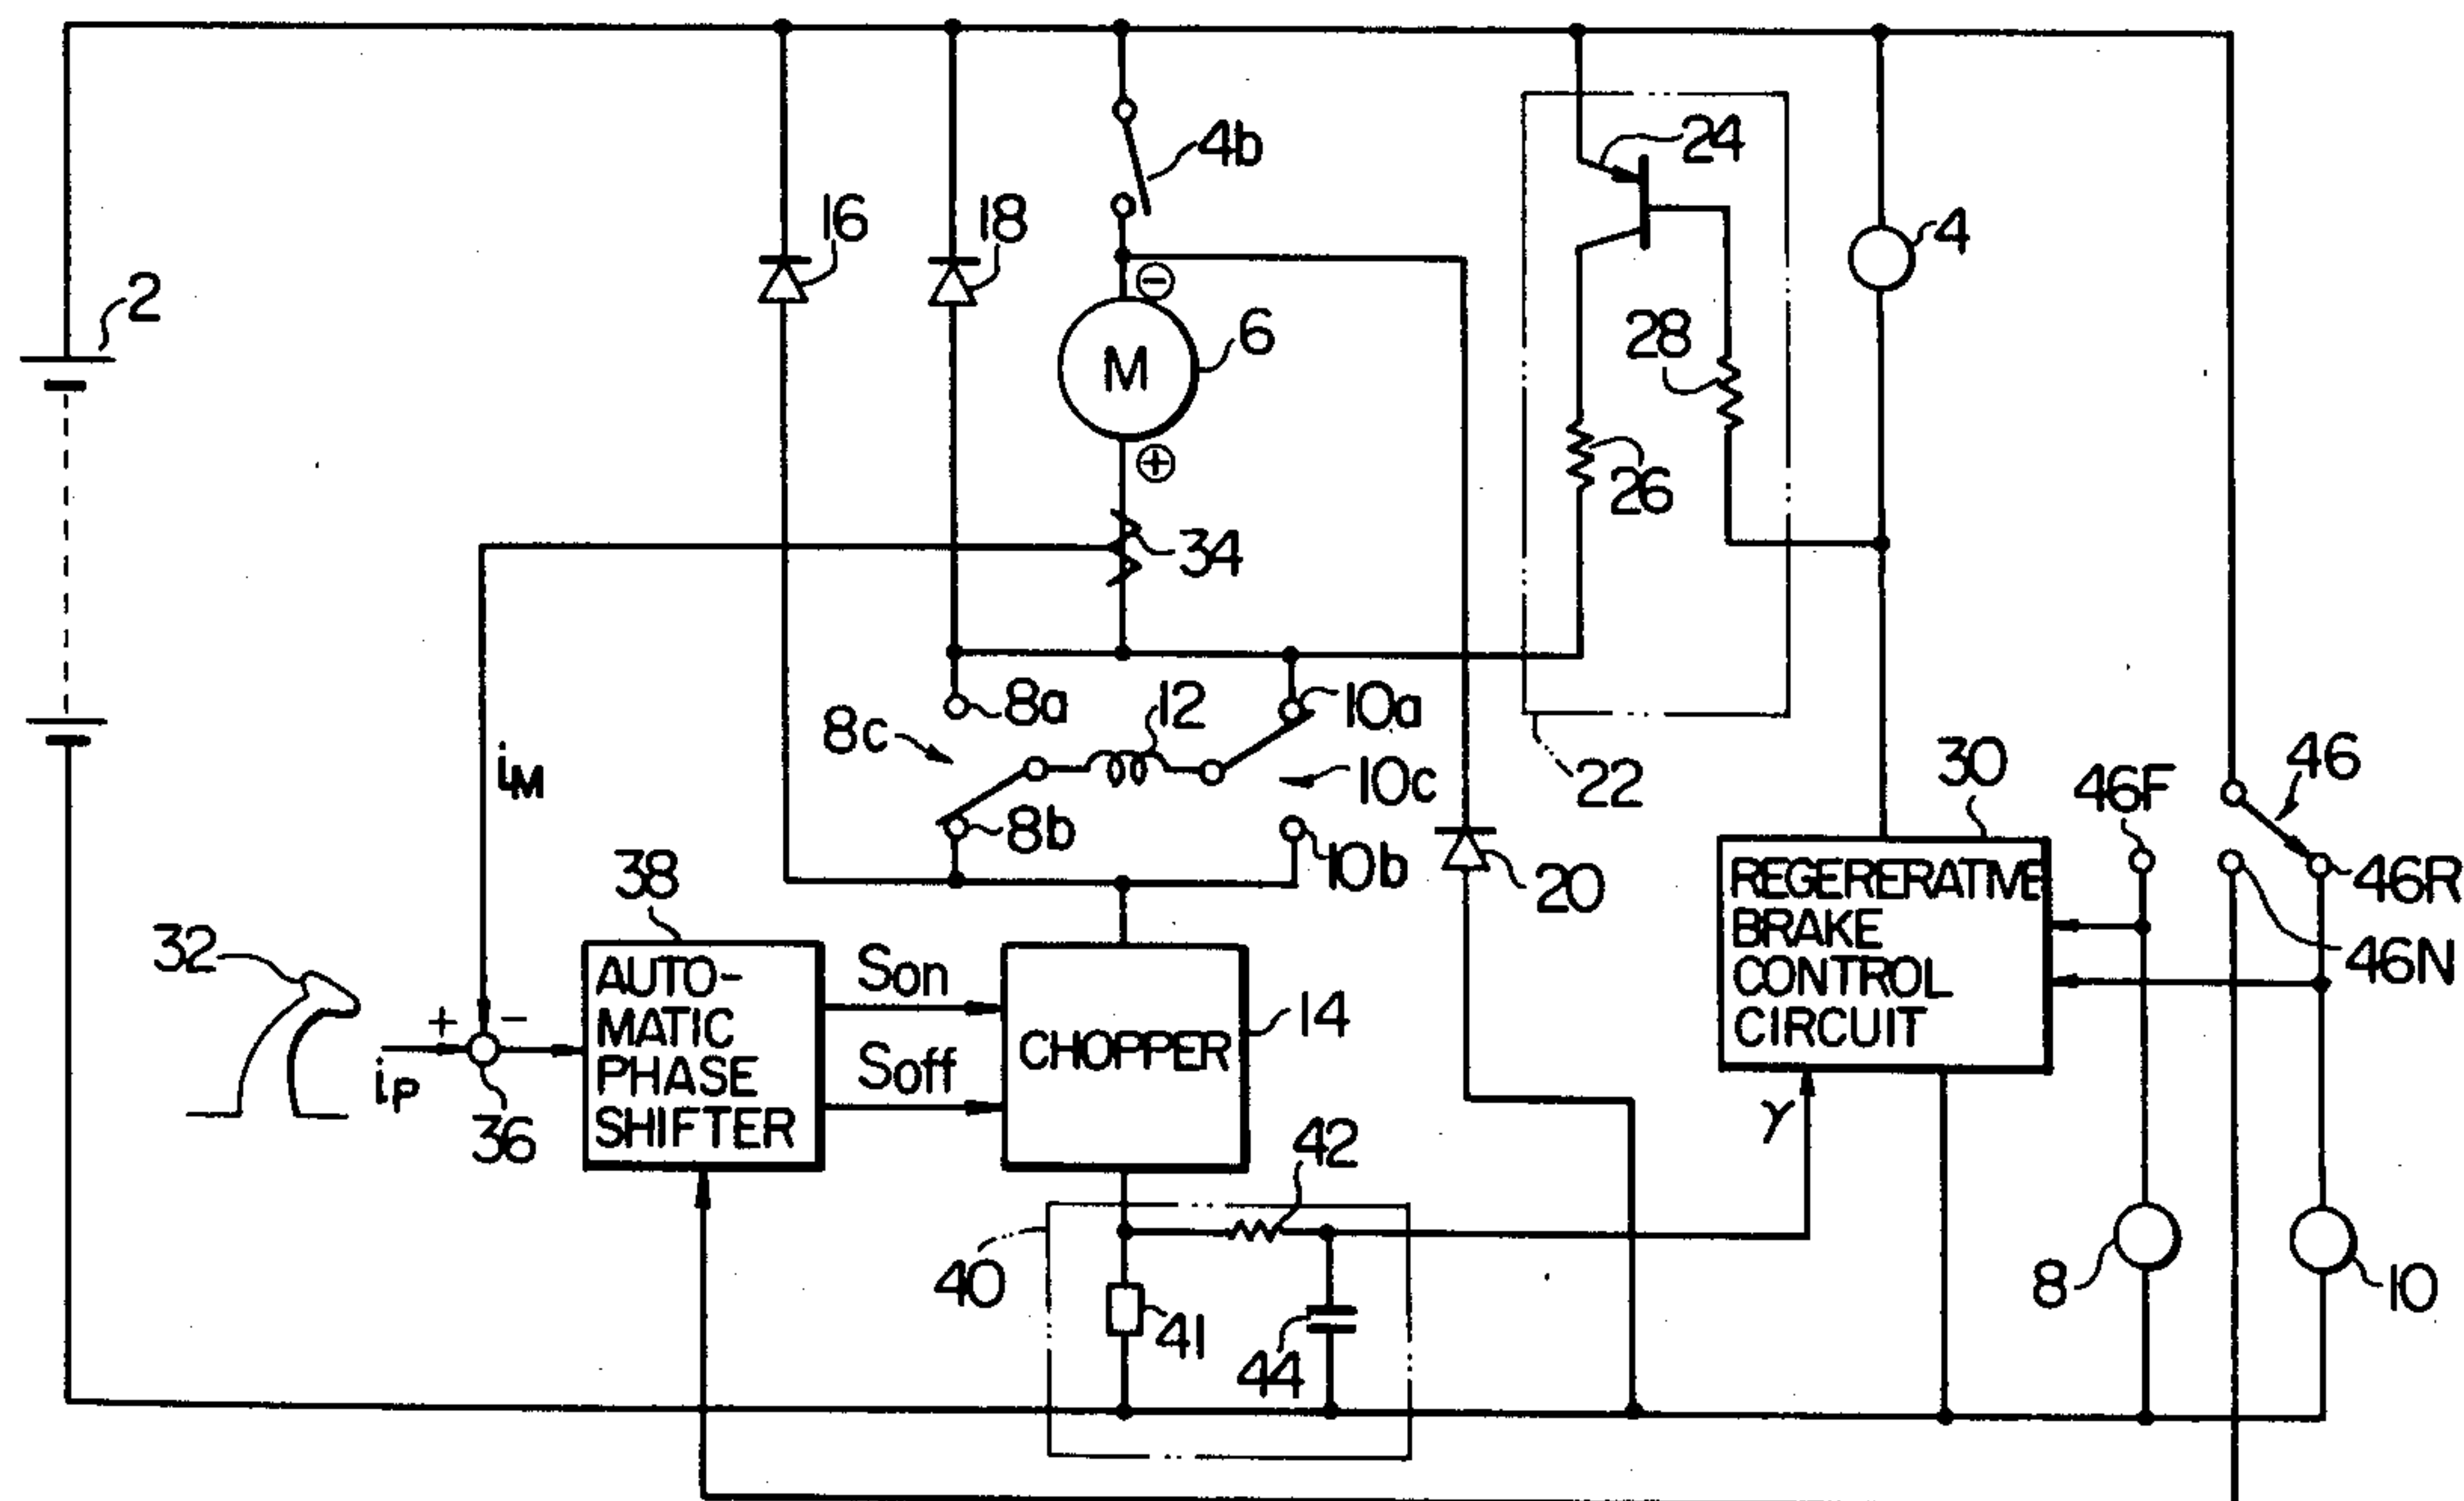 2
16
18
4b
24
4
M
6
28
26
34
iM
8c
8a
12
10a
10c
8b
10b
20
22
30
46F
46
46R
46N
REGERERATIVE
BRAKE
CONTROL
CIRCUIT
32
38
AUTO-
MATIC
PHASE
SHIFTER
Son
Soff
CHOPPER
14
+
-
iP
36
γ
42
40
41
44
8
10